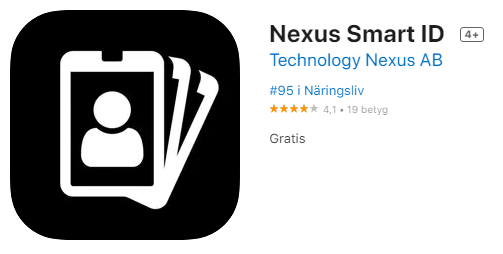 Nexus Smart ID 4+
Technology Nexus AB
#95 i Näringsliv
★★★★★ 4,1 • 19 betyg
Gratis